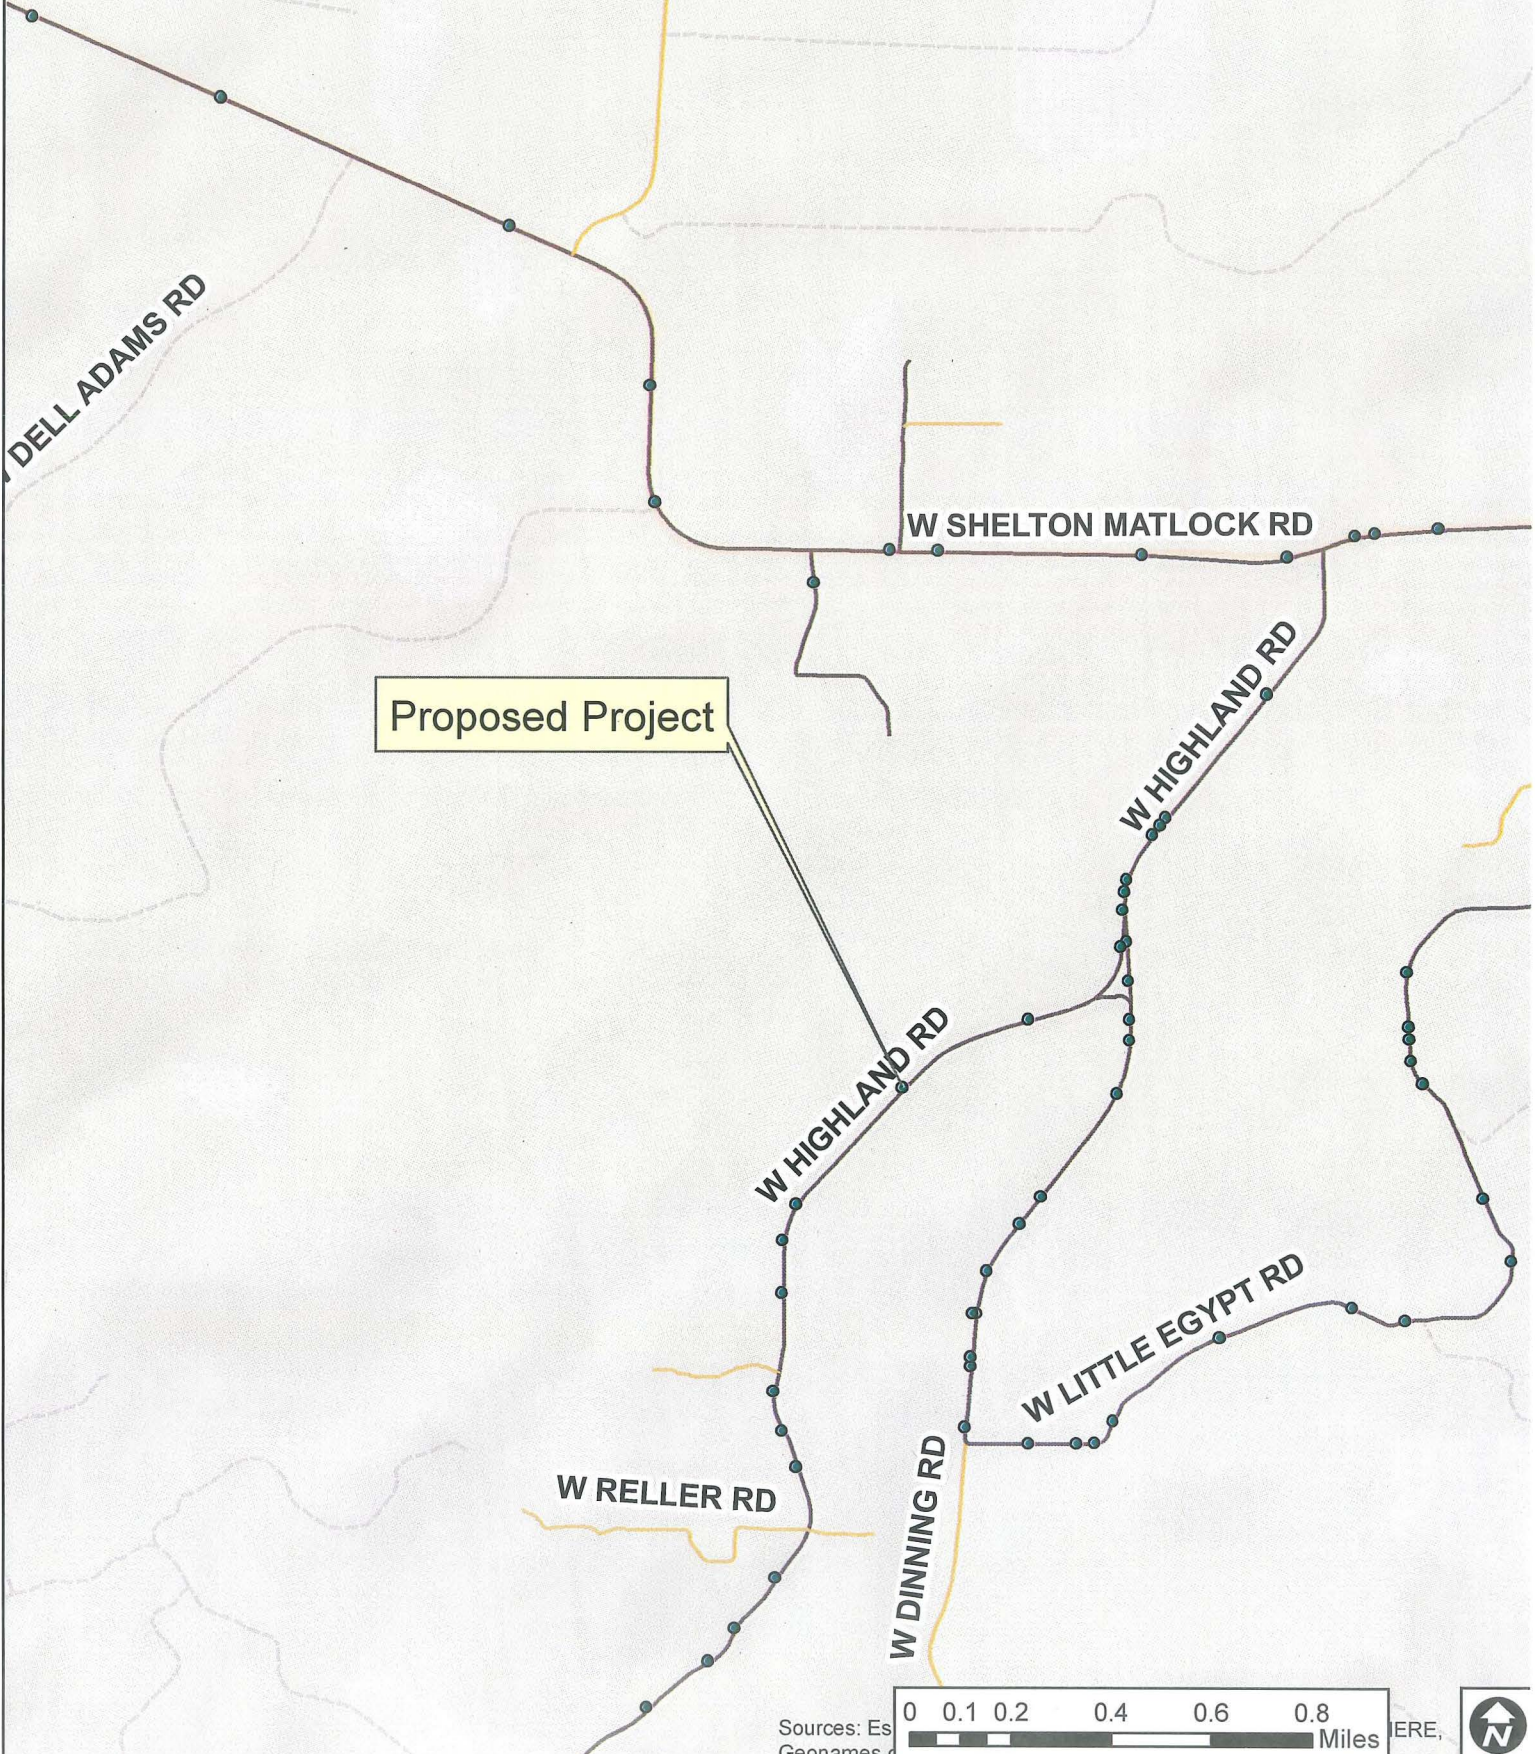 DELL ADAMS RD
W SHELTON MATLOCK RD
W HIGHLAND RD
Proposed Project
W HIGHLAND RD
W LITTLE EGYPT RD
W RELLER RD
W DINNING RD
0 0.1 0.2 0.4 0.6 0.8
Miles
Sources: Es
IERE,
N